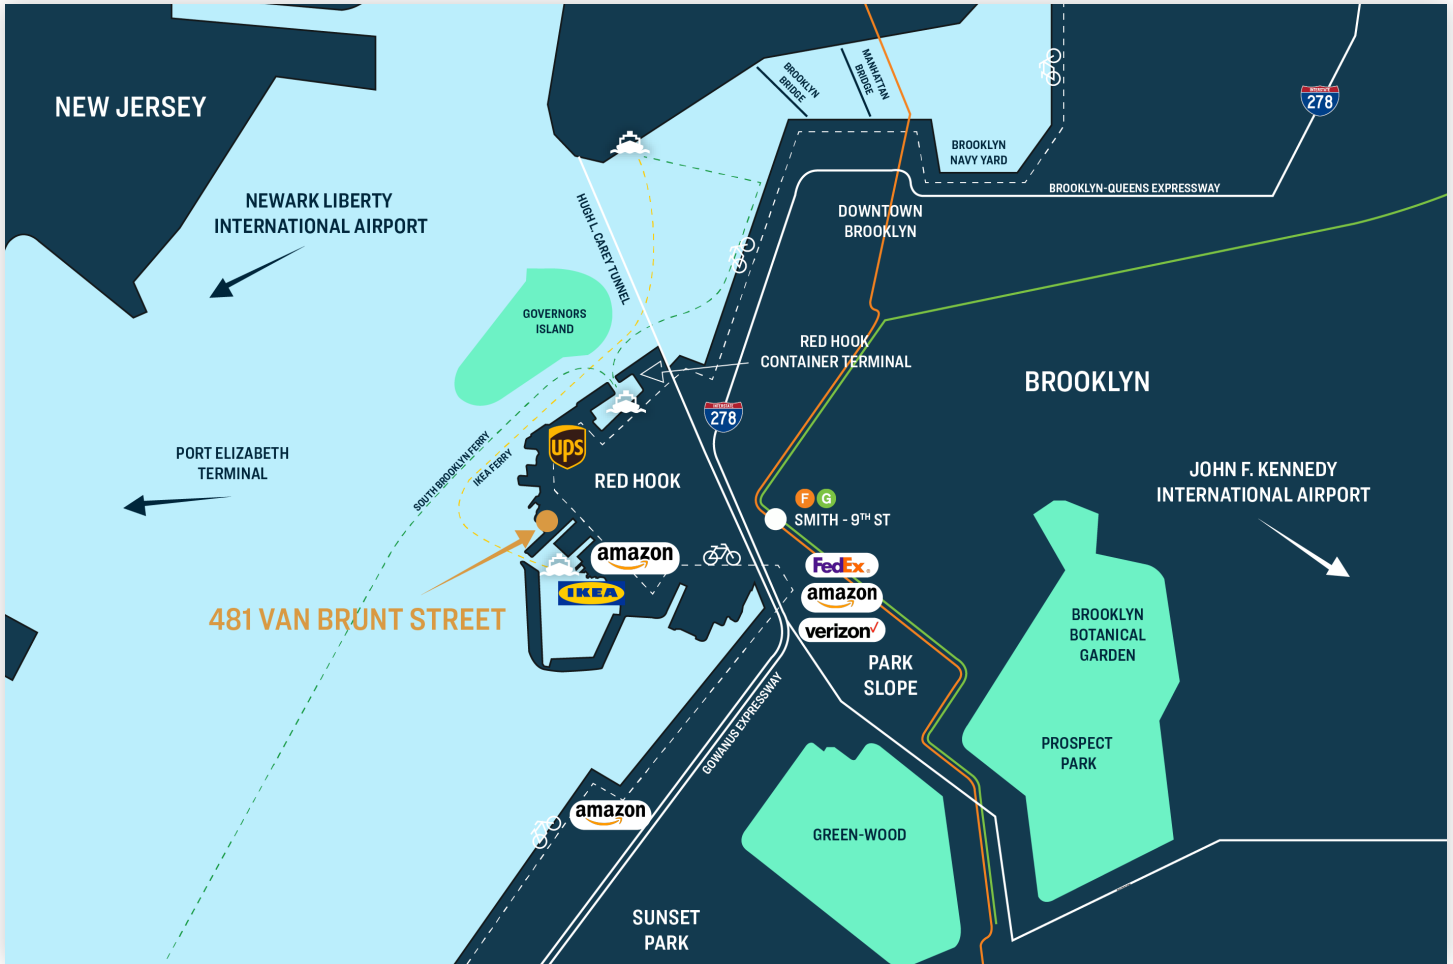 NEW JERSEY
BROOKLYN
BRIDGE
MANHATTAN
BRIDGE
INTERSTATE
278
BROOKLYN
NAVY YARD
BROOKLYN-QUEENS EXPRESSWAY
NEWARK LIBERTY
INTERNATIONAL AIRPORT
HUGH L. CAREY TUNNEL
DOWNTOWN
BROOKLYN
GOVERNORS
ISLAND
RED HOOK
CONTAINER TERMINAL
BROOKLYN
INTERSTATE
278
PORT ELIZABETH
TERMINAL
SOUTH BROOKLYN FERRY
IKEA FERRY
ups
RED HOOK
JOHN F. KENNEDY
INTERNATIONAL AIRPORT
F G
SMITH - 9TH ST
amazon
FedEx®
IKEA
amazon
481 VAN BRUNT STREET
verizon
BROOKLYN
BOTANICAL
GARDEN
PARK
SLOPE
GOWANUS EXPRESSWAY
PROSPECT
PARK
amazon
GREEN-WOOD
SUNSET
PARK